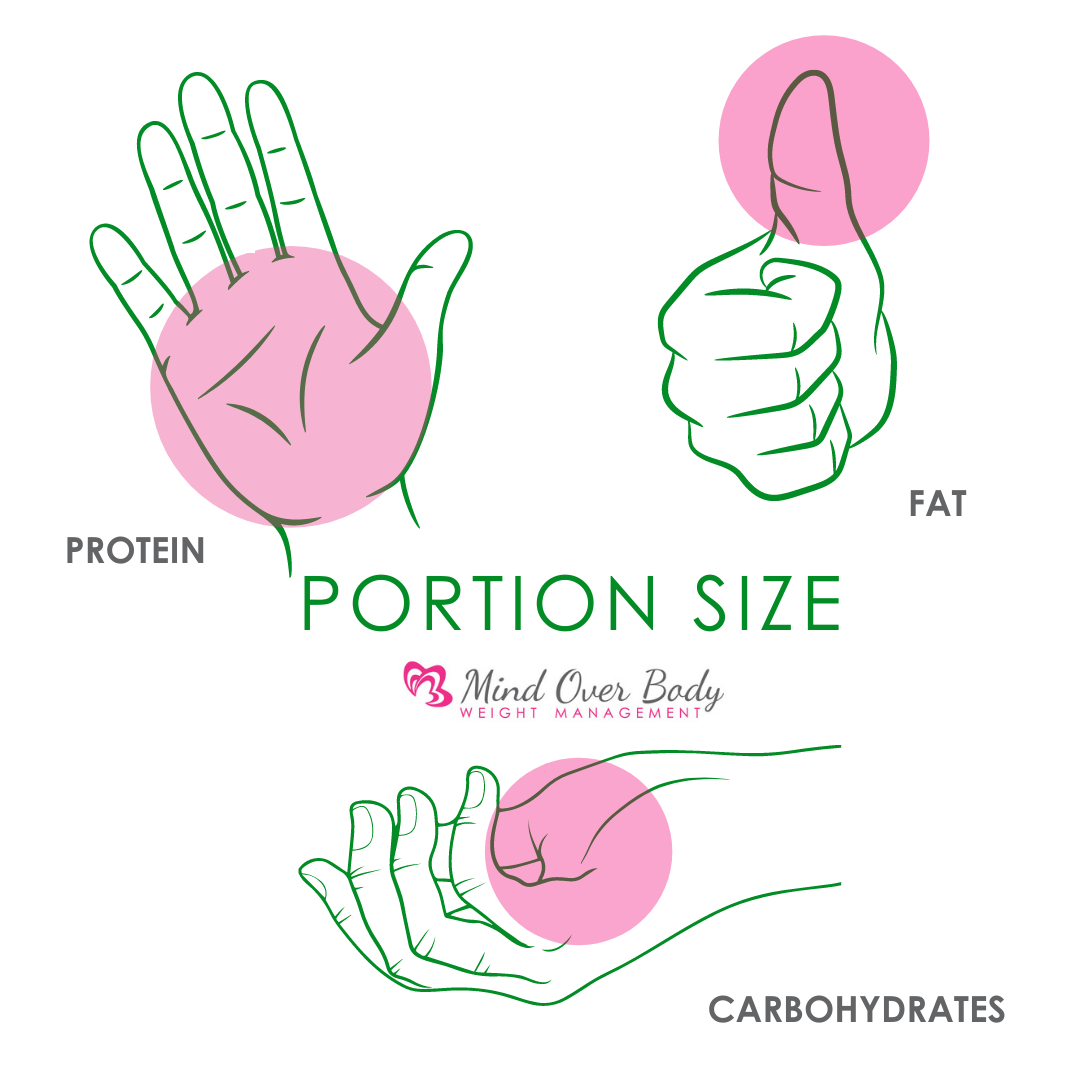 FAT
PROTEIN
PORTION SIZE
Mind Over Body
WEIGHT MANAGEMENT
CARBOHYDRATES